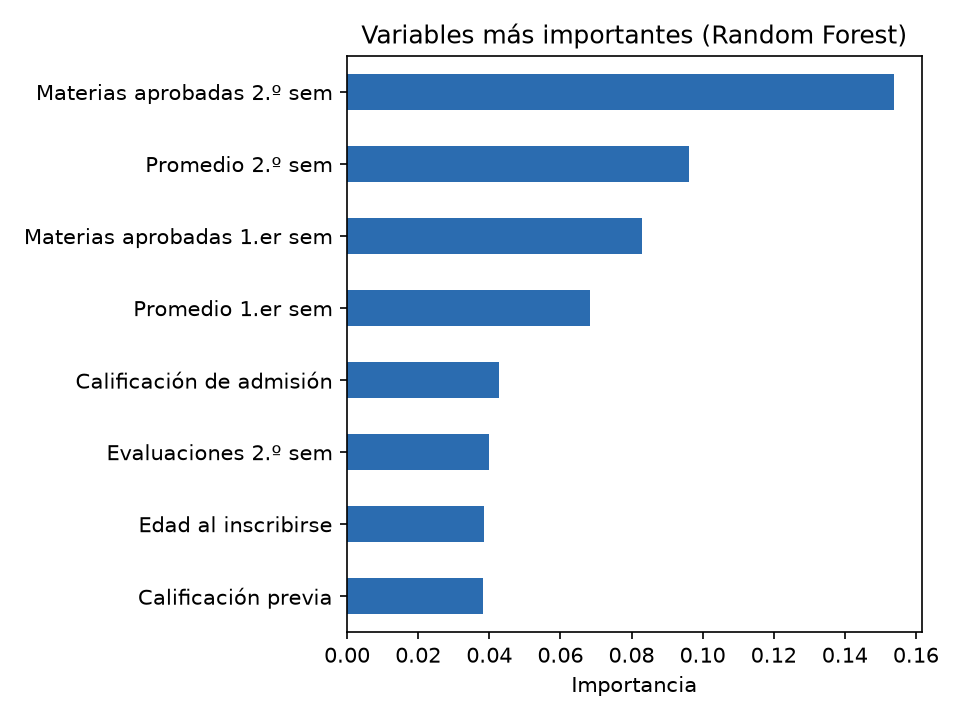 Variables más importantes (Random Forest)
Materias aprobadas 2.º sem
Promedio 2.º sem
Materias aprobadas 1.er sem
Promedio 1.er sem
Calificación de admisión
Evaluaciones 2.º sem
Edad al inscribirse
Calificación previa
0.00 0.02 0.04 0.06 0.08 0.10 0.12 0.14 0.16
Importancia